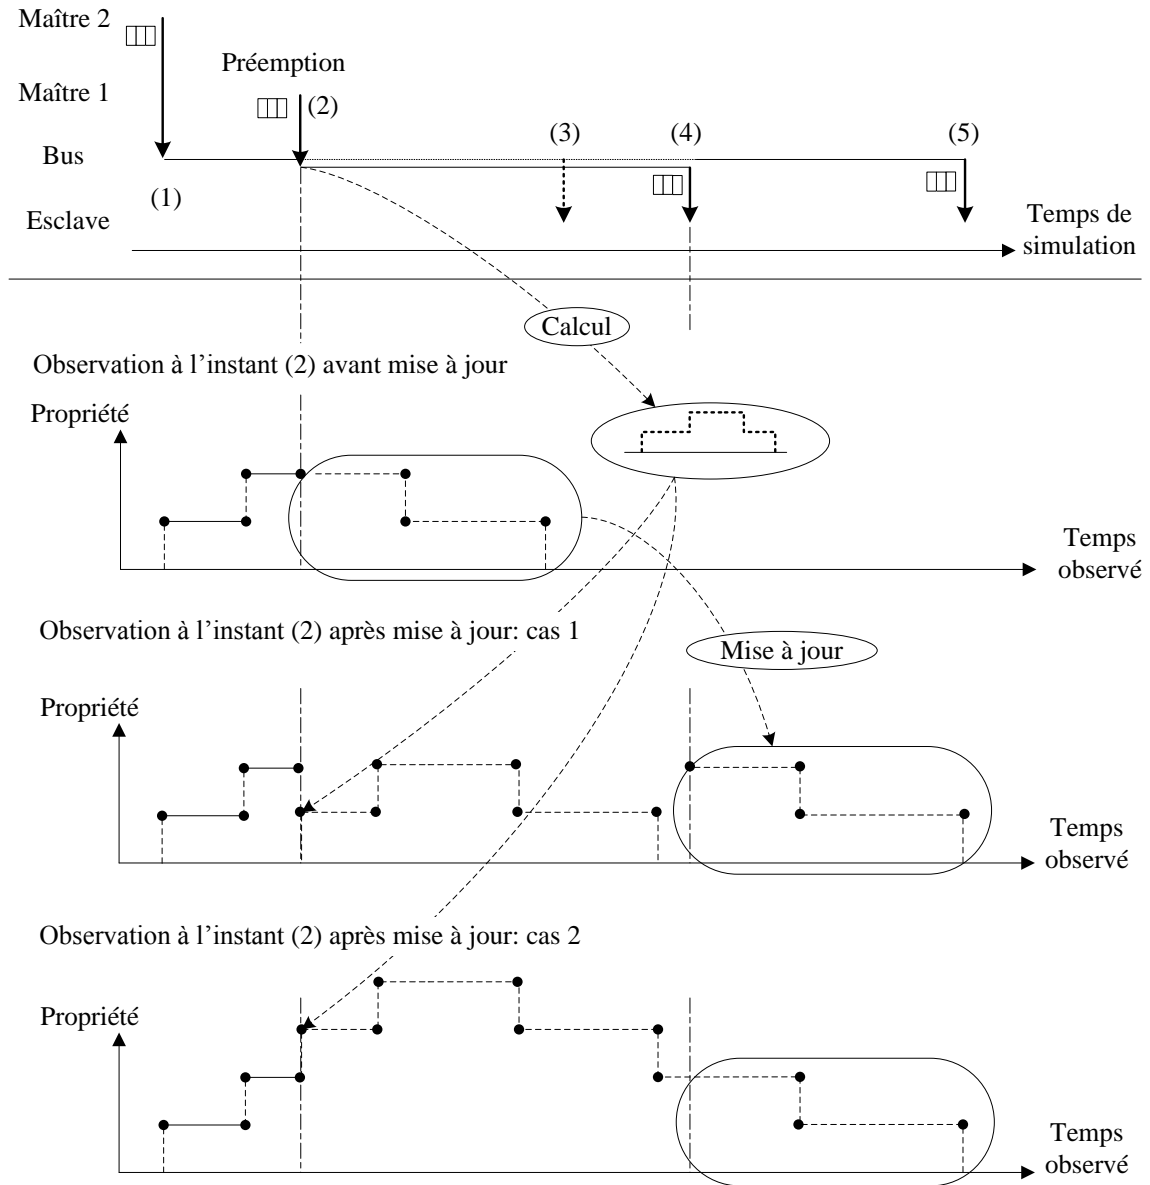 Maître 2
Préemption
Maître 1
(2)
(3)
(4)
(5)
Bus
(1)
Esclave
Temps de
simulation
Calcul
Observation à l'instant (2) avant mise à jour
Propriété
Temps
observé
Observation à l'instant (2) après mise à jour: cas 1
Mise à jour
Propriété
Temps
observé
Observation à l'instant (2) après mise à jour: cas 2
Propriété
Temps
observé